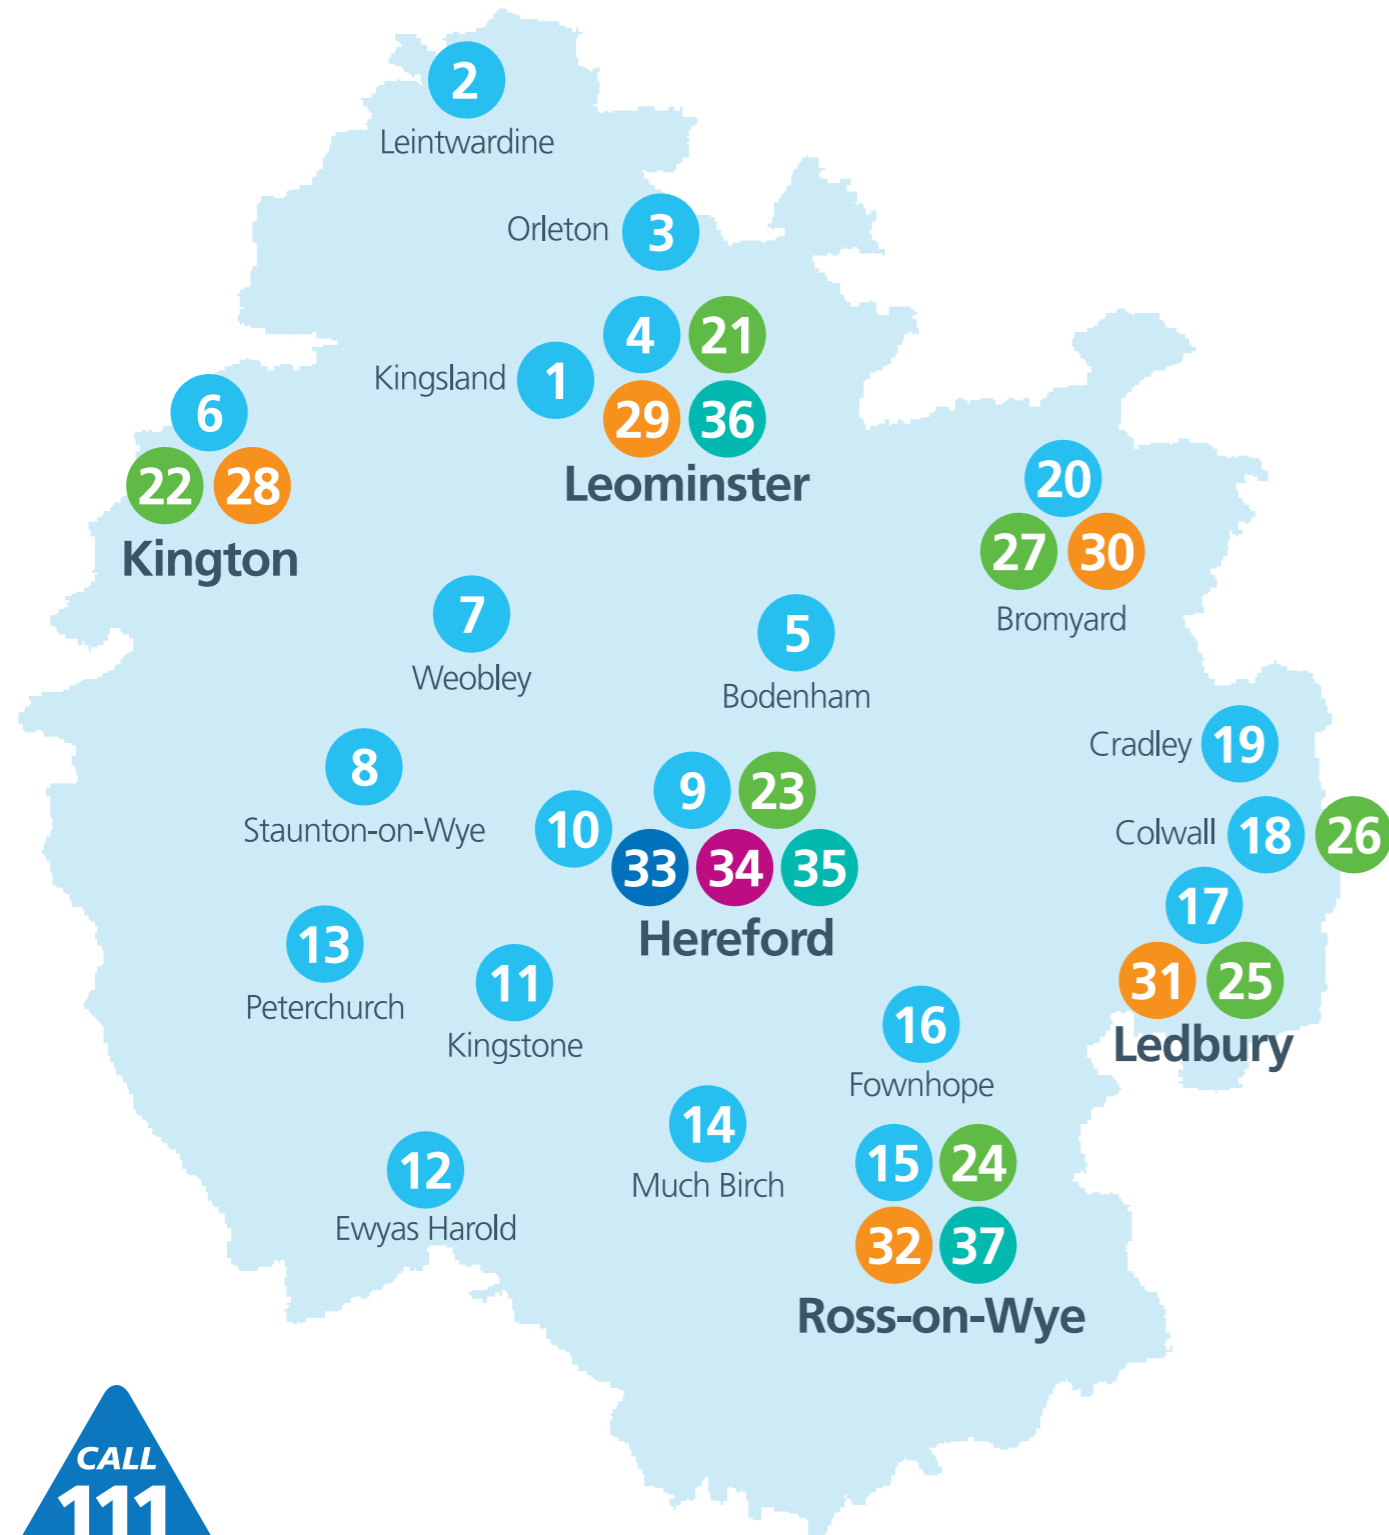 2
Leintwardine
Orleton 3
4 21
Kingsland 1
29 36
Leominster
6
22 28
Kington
20
27 30
Bromyard
7
Weobley
5
Bodenham
Cradley 19
8
Staunton-on-Wye
9 23
10
33 34 35
Hereford
Colwall 18 26
17
31 25
Ledbury
13
Peterchurch
11
Kingstone
16
Fownhope
14
Much Birch
15 24
32 37
Ross-on-Wye
12
Ewyas Harold
CALL
111